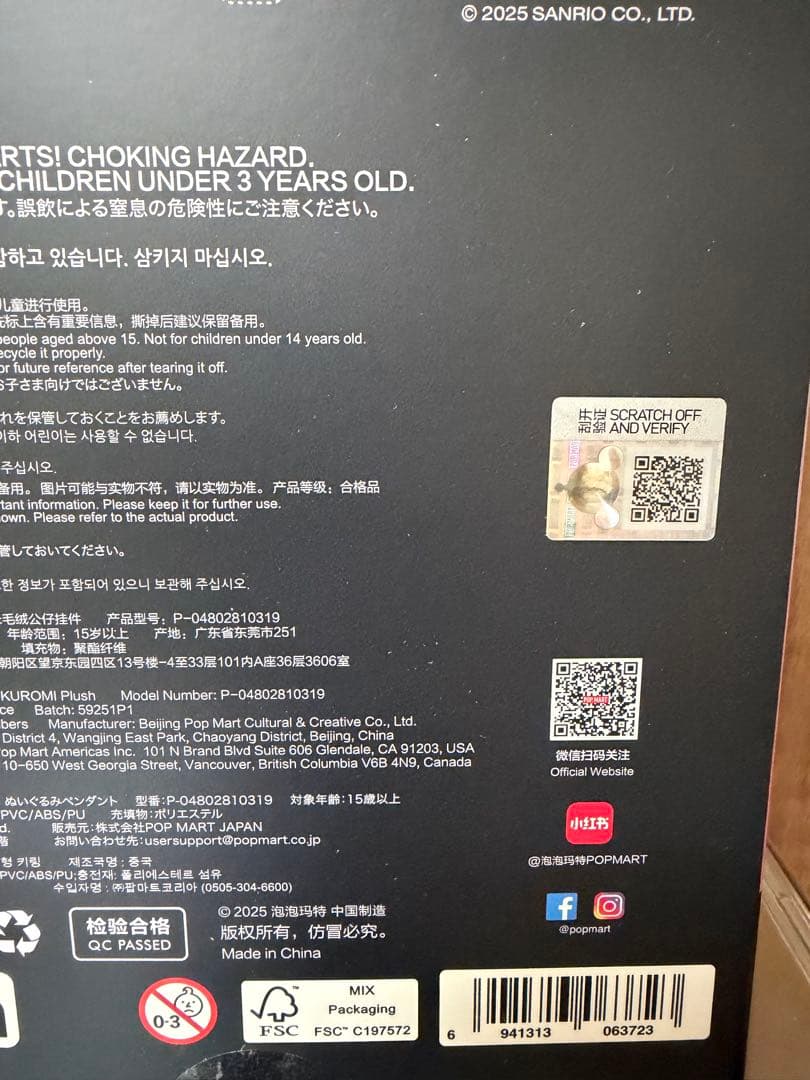 © 2025 SANRIO CO., LTD.
ARTS! CHOKING HAZARD.
CHILDREN UNDER 3 YEARS OLD.
す。誤飲による窒息の危険性にご注意ください。
함하고 있습니다. 삼키지 마십시오.
儿童进行使用。
洗标上含有重要信息，撕掉后建议保留备用。
people aged above 15. Not for children under 14 years old.
ecycle it properly.
or future reference after tearing it off.
お子さま向けではございません。
れを保管しておくことをお薦めします。
이하 어린이는 사용할 수 없습니다.
주십시오.
备用。 图片可能与实物不符，请以实物为准。 产品等级：合格品
rtant information. Please keep it for further use.
own. Please refer to the actual product.
管しておいてください。
요한 정보가 포함되어 있으니 보관해 주십시오.
SCRATCH OFF
AND VERIFY
POP MART
毛绒公仔挂件 产品型号：P-04802810319
年龄范围：15岁以上 产地：广东省东莞市251
填充物：聚酯纤维
朝阳区望京东园四区13号楼-4至33层101内A座36层3606室
KUROMI Plush Model Number: P-04802810319
ce Batch: 59251P1
bers Manufacturer: Beijing Pop Mart Cultural & Creative Co., Ltd.
District 4, Wangjing East Park, Chaoyang District, Beijing, China
Pop Mart Americas Inc. 101 N Brand Blvd Suite 606 Glendale, CA 91203, USA
10-650 West Georgia Street, Vancouver, British Columbia V6B 4N9, Canada
ぬいぐるみペンダント 型番:P-04802810319 対象年齢:15歳以上
PVC/ABS/PU 充填物:ポリエステル
d. 販売元:株式会社POP MART JAPAN
階 お問い合わせ先:usersupport@popmart.co.jp
형 키링 제조국명 : 중국
PVC/ABS/PU;충전재: 폴리에스테르 섬유
수입자명 : ㈜팝마트코리아 (0505-304-6600)
POP MART
微信扫码关注
Official Website
小红书
@泡泡玛特POPMART
@popmart
检验合格
QC PASSED
© 2025 泡泡玛特 中国制造
版权所有，仿冒必究。
Made in China
0-3
FSC
MIX
Packaging
FSC™ C197572
6 941313 063723